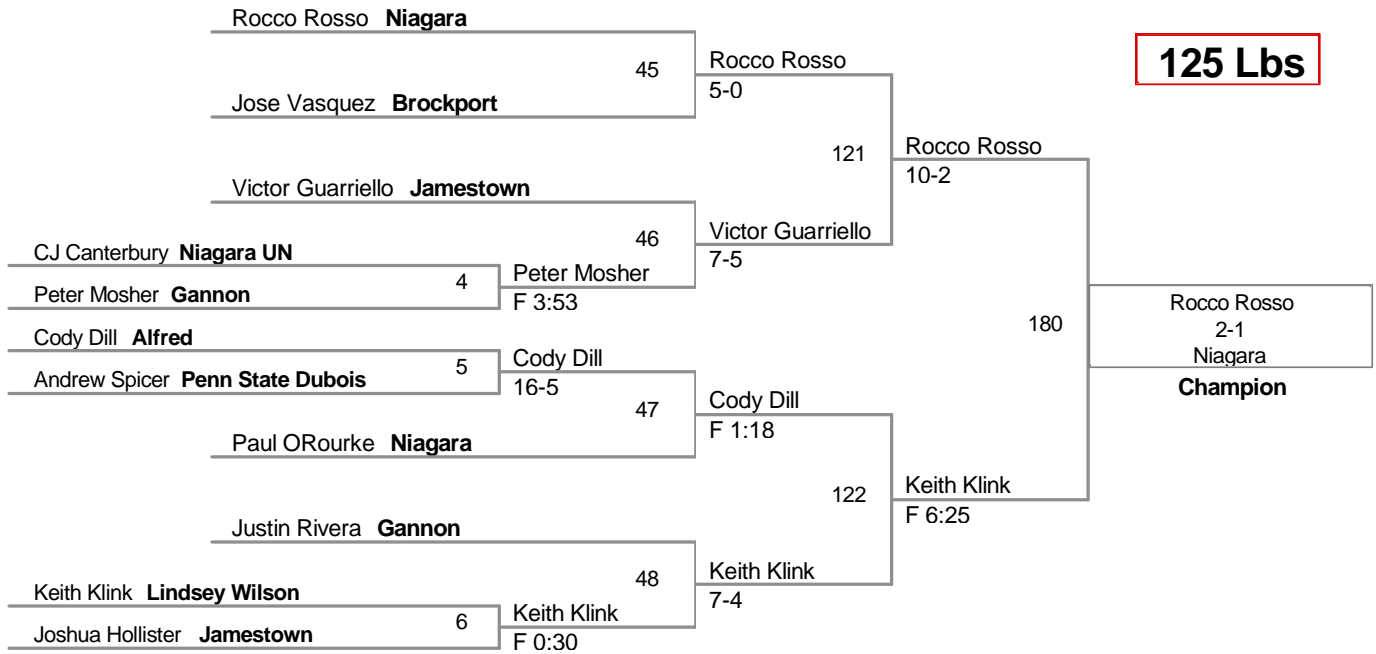 Rocco Rosso Niagara
45
Rocco Rosso
5-0
125 Lbs
Jose Vasquez Brockport
121
Rocco Rosso
10-2
Victor Guarriello Jamestown
46
Victor Guarriello
7-5
CJ Canterbury Niagara UN
4
Peter Mosher
F 3:53
Peter Mosher Gannon
180
Rocco Rosso
2-1
Niagara
Champion
Cody Dill Alfred
5
Cody Dill
16-5
Andrew Spicer Penn State Dubois
47
Cody Dill
F 1:18
Paul ORourke Niagara
122
Keith Klink
F 6:25
Justin Rivera Gannon
48
Keith Klink
7-4
Keith Klink Lindsey Wilson
6
Keith Klink
F 0:30
Joshua Hollister Jamestown